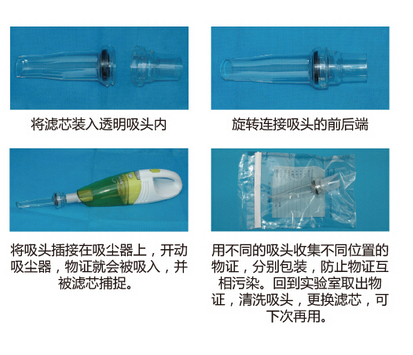 将滤芯装入透明吸头内
旋转连接吸头的前后端
将吸头插接在吸尘器上，开动
吸尘器，物证就会被吸入，并
被滤芯捕捉。
用不同的吸头收集不同位置的
物证，分别包装，防止物证互
相污染。回到实验室取出物
证，清洗吸头，更换滤芯，可
下次再用。